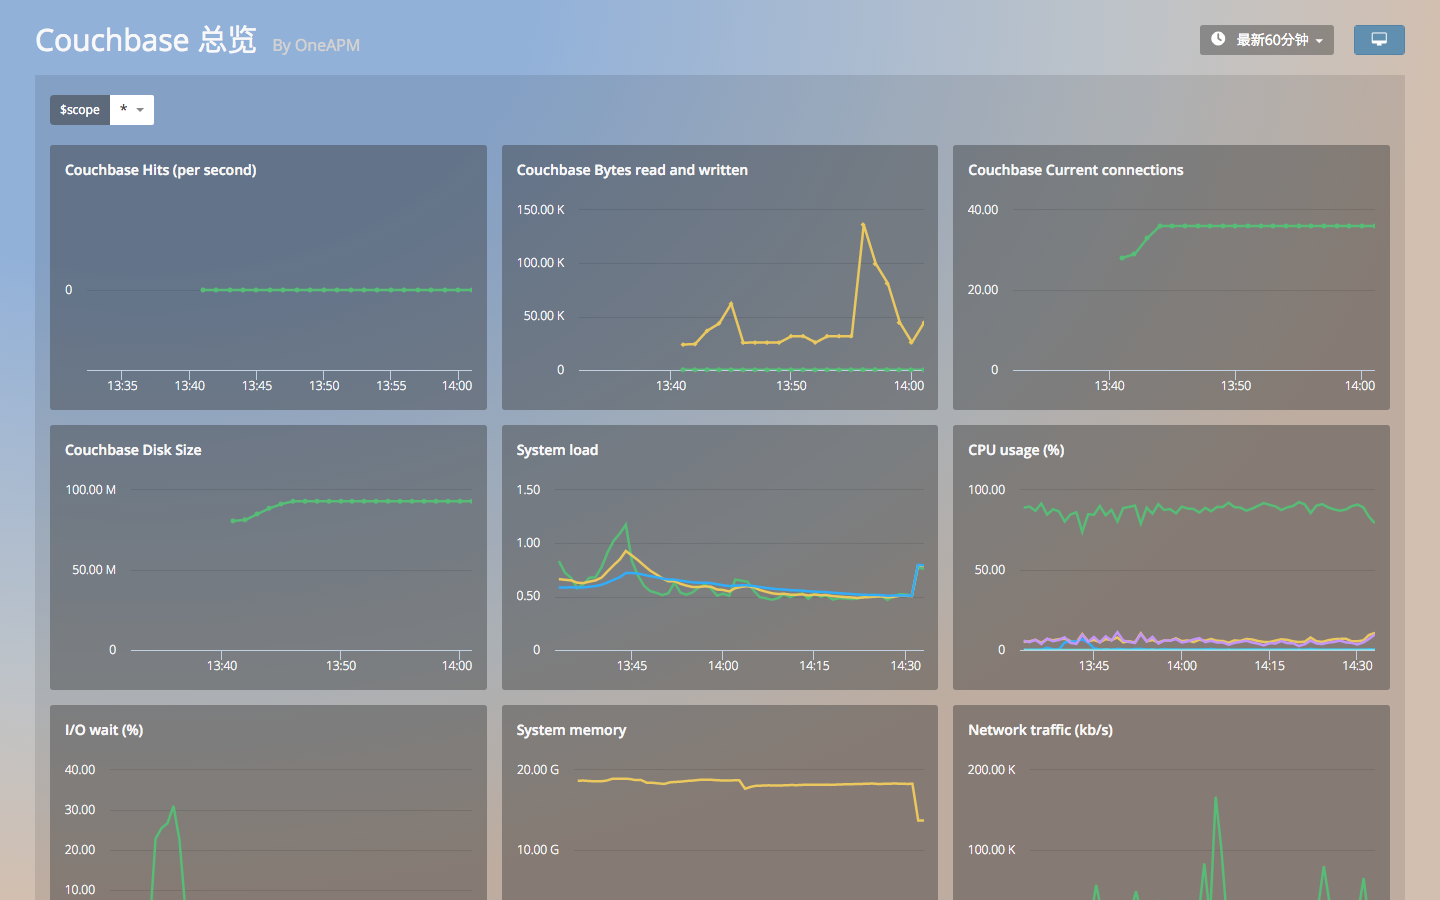 Couchbase 总览 By OneAPM
最新60分钟
$scope *
Couchbase Hits (per second)
0
13:35 13:40 13:45 13:50 13:55 14:00
Couchbase Bytes read and written
150.00 K
100.00 K
50.00 K
0
13:40 13:50 14:00
Couchbase Current connections
40.00
20.00
0
13:40 13:50 14:00
Couchbase Disk Size
100.00 M
50.00 M
0
13:40 13:50 14:00
System load
1.50
1.00
0.50
0
13:45 14:00 14:15 14:30
CPU usage (%)
100.00
50.00
0
13:45 14:00 14:15 14:30
I/O wait (%)
40.00
30.00
20.00
10.00
System memory
20.00 G
10.00 G
Network traffic (kb/s)
200.00 K
100.00 K